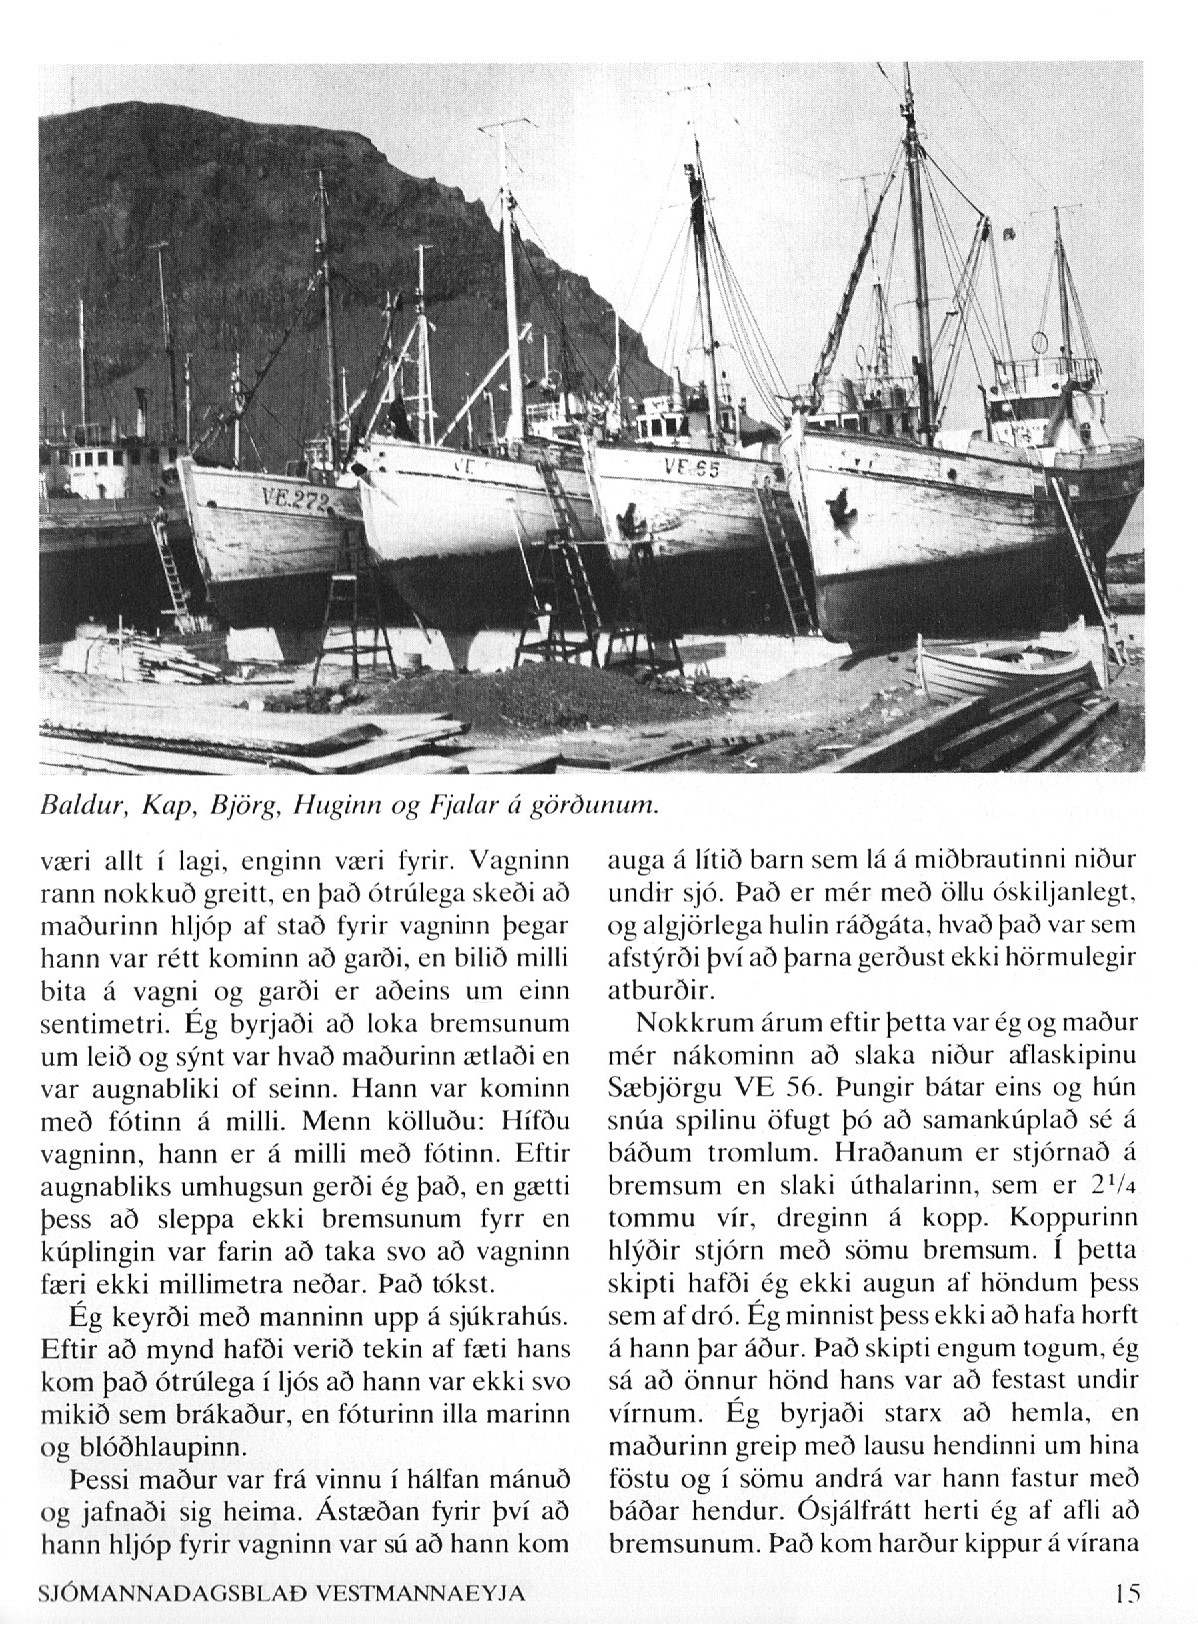 VE.272
VE
VE.65
Baldur, Kap, Björg, Huginn og Fjalar á görðunum.
væri allt í lagi, enginn væri fyrir. Vagninn
rann nokkuð greitt, en það ótrúlega skeði að
maðurinn hljóp af stað fyrir vagninn þegar
hann var rétt kominn að garði, en bilið milli
bita á vagni og garði er aðeins um einn
sentimetri. Ég byrjaði að loka bremsunum
um leið og sýnt var hvað maðurinn ætlaði en
var augnabliki of seinn. Hann var kominn
með fótinn á milli. Menn kölluðu: Hífðu
vagninn, hann er á milli með fótinn. Eftir
augnabliks umhugsun gerði ég það, en gætti
þess að sleppa ekki bremsunum fyrr en
kúplingin var farin að taka svo að vagninn
færi ekki millimetra neðar. Það tókst.
Ég keyrði með manninn upp á sjúkrahús.
Eftir að mynd hafði verið tekin af fæti hans
kom það ótrúlega í ljós að hann var ekki svo
mikið sem brákaður, en fóturinn illa marinn
og blóðhlaupinn.
Þessi maður var frá vinnu í hálfan mánuð
og jafnaði sig heima. Ástæðan fyrir því að
hann hljóp fyrir vagninn var sú að hann kom
auga á lítið barn sem lá á miðbrautinni niður
undir sjó. Það er mér með öllu óskiljanlegt,
og algjörlega hulin ráðgáta, hvað það var sem
afstýrði því að þarna gerðust ekki hörmulegir
atburðir.
Nokkrum árum eftir þetta var ég og maður
mér nákominn að slaka niður aflaskipinu
Sæbjörgu VE 56. Þungir bátar eins og hún
snúa spilinu öfugt þó að samankúplað sé á
báðum tromlum. Hraðanum er stjórnað á
bremsum en slaki úthalarinn, sem er 2¹/₄
tommu vír, dreginn á kopp. Koppurinn
hlýðir stjórn með sömu bremsum. Í þetta
skipti hafði ég ekki augun af höndum þess
sem af dró. Ég minnist þess ekki að hafa horft
á hann þar áður. Það skipti engum togum, ég
sá að önnur hönd hans var að festast undir
vírnum. Ég byrjaði starx að hemla, en
maðurinn greip með lausu hendinni um hina
föstu og í sömu andrá var hann fastur með
báðar hendur. Ósjálfrátt herti ég af afli að
bremsunum. Það kom harður kippur á vírana
SJÓMANNADAGSBLAÐ VESTMANNAEYJA
15